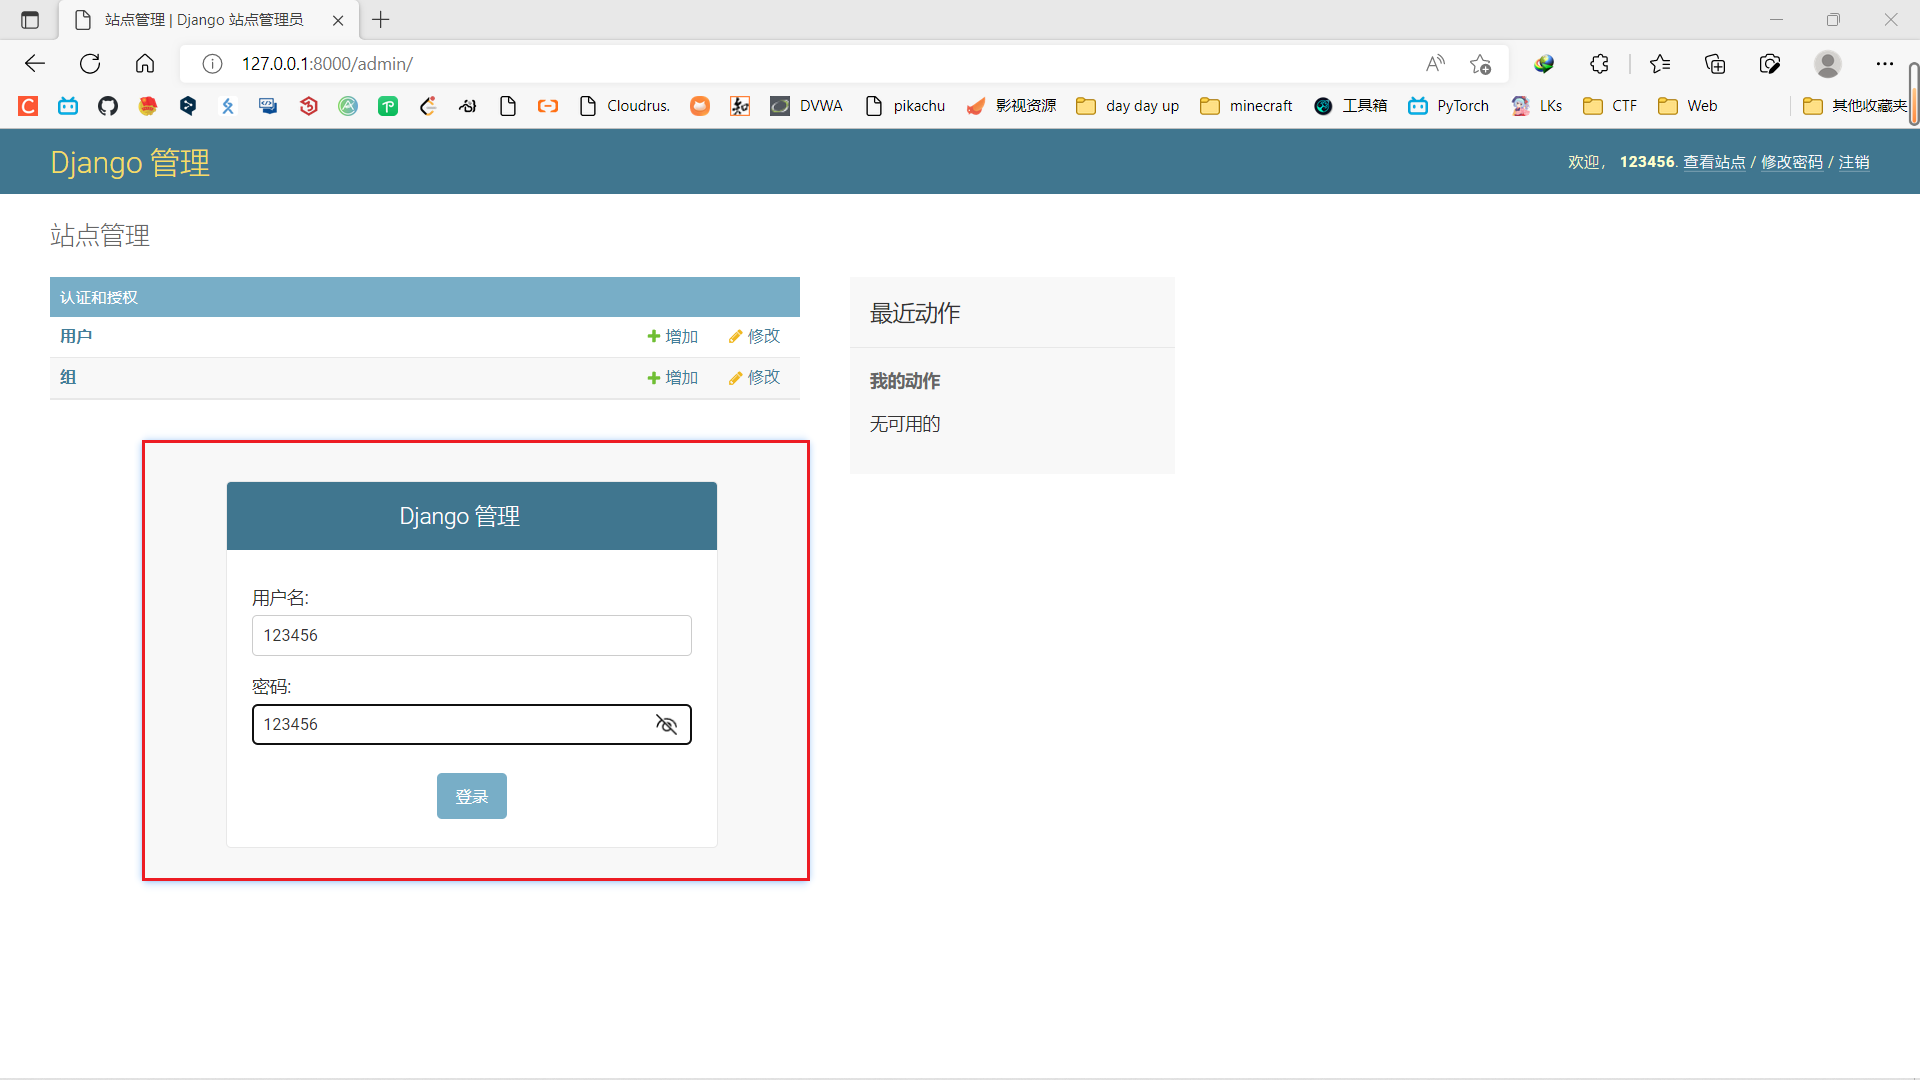 站点管理 | Django 站点管理员
127.0.0.1:8000/admin/
Cloudrus. DVWA pikachu 影视资源 day day up minecraft 工具箱 PyTorch LKs CTF Web 其他收藏夹
Django 管理
欢迎， 123456. 查看站点 / 修改密码 / 注销
站点管理
认证和授权
用户 增加 修改
组 增加 修改
最近动作
我的动作
无可用的
Django 管理
用户名:
123456
密码:
123456
登录